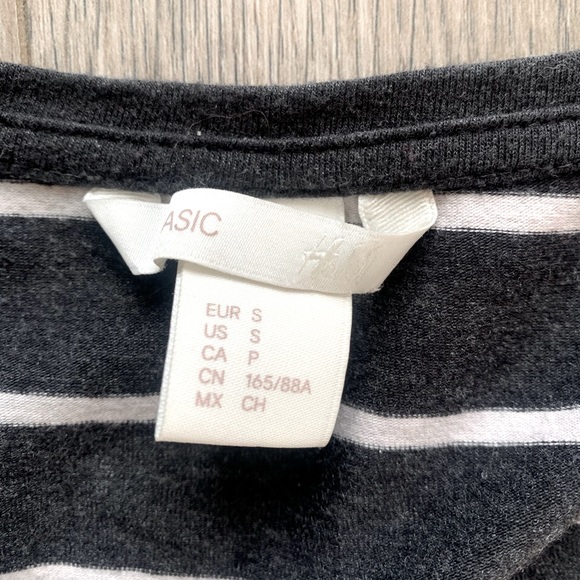 ASIC
H&M
EUR S
US S
CA P
CN 165/88A
MX CH